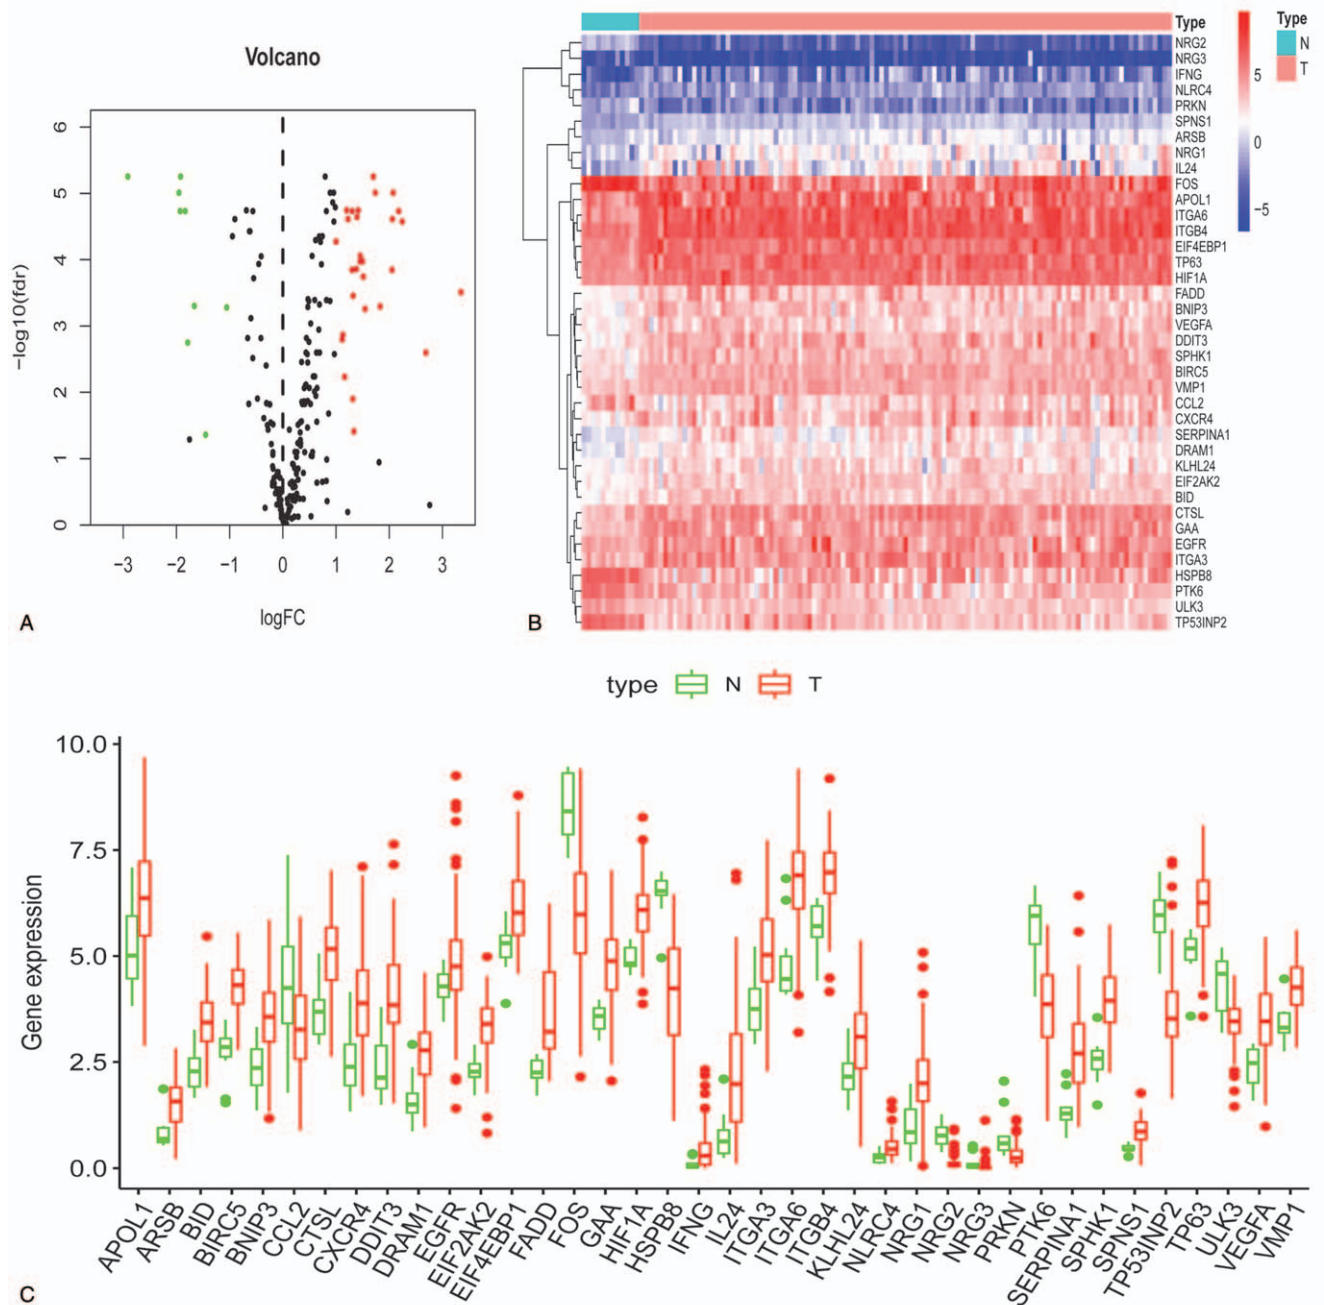 Volcano
6
5
4
3
2
1
0
−log10(fdr)
−3 −2 −1 0 1 2 3
logFC
A
Type
NRG2
NRG3
IFNG
NLRC4
PRKN
SPNS1
ARSB
NRG1
IL24
FOS
APOL1
ITGA6
ITGB4
EIF4EBP1
TP63
HIF1A
FADD
BNIP3
VEGFA
DDIT3
SPHK1
BIRC5
VMP1
CCL2
CXCR4
SERPINA1
DRAM1
KLHL24
EIF2AK2
BID
CTSL
GAA
EGFR
ITGA3
HSPB8
PTK6
ULK3
TP53INP2
5
0
−5
Type
N
T
B
type N T
10.0
7.5
5.0
2.5
0.0
Gene expression
APOL1 ARSB BID BIRC5 BNIP3 CCL2 CTSL CXCR4 DDIT3 DRAM1 EGFR EIF2AK2 EIF4EBP1 FADD FOS GAA HIF1A HSPB8 IFNG IL24 ITGA3 ITGA6 ITGB4 KLHL24 NLRC4 NRG1 NRG2 NRG3 PRKN PTK6 SERPINA1 SPHK1 SPNS1 TP53INP2 TP63 ULK3 VEGFA VMP1
C